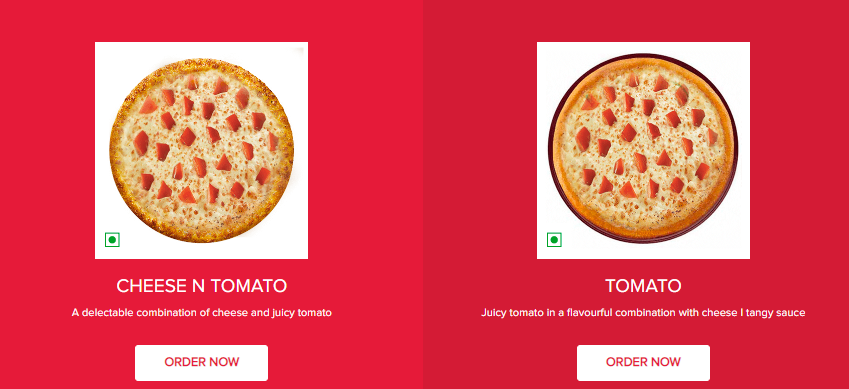 CHEESE N TOMATO
A delectable combination of cheese and juicy tomato
ORDER NOW
TOMATO
Juicy tomato in a flavourful combination with cheese I tangy sauce
ORDER NOW